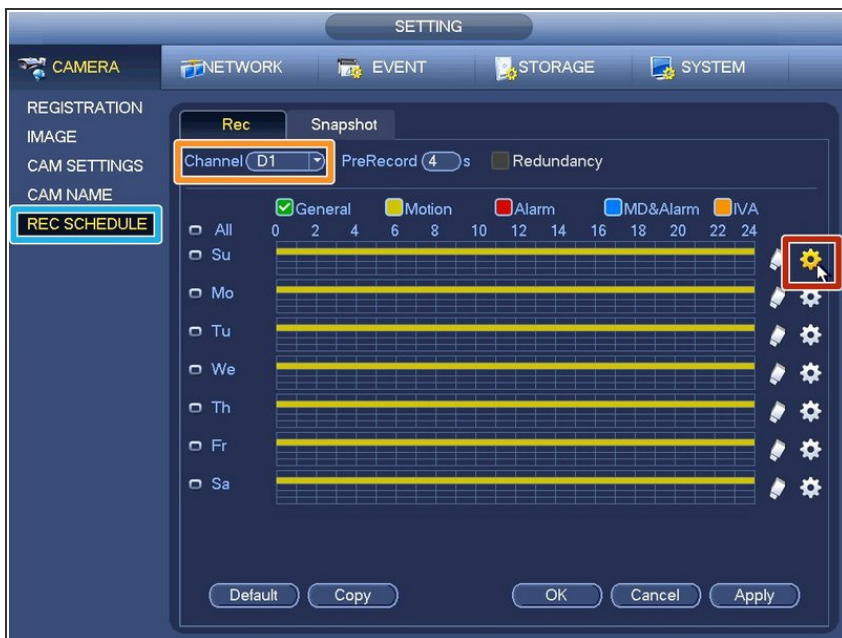 SETTING
CAMERA NETWORK EVENT STORAGE SYSTEM
REGISTRATION
IMAGE
CAM SETTINGS
CAM NAME
REC SCHEDULE
Rec Snapshot
Channel D1 PreRecord 4 s Redundancy
General Motion Alarm MD&Alarm IVA
All 0 2 4 6 8 10 12 14 16 18 20 22 24
Su
Mo
Tu
We
Th
Fr
Sa
Default Copy OK Cancel Apply